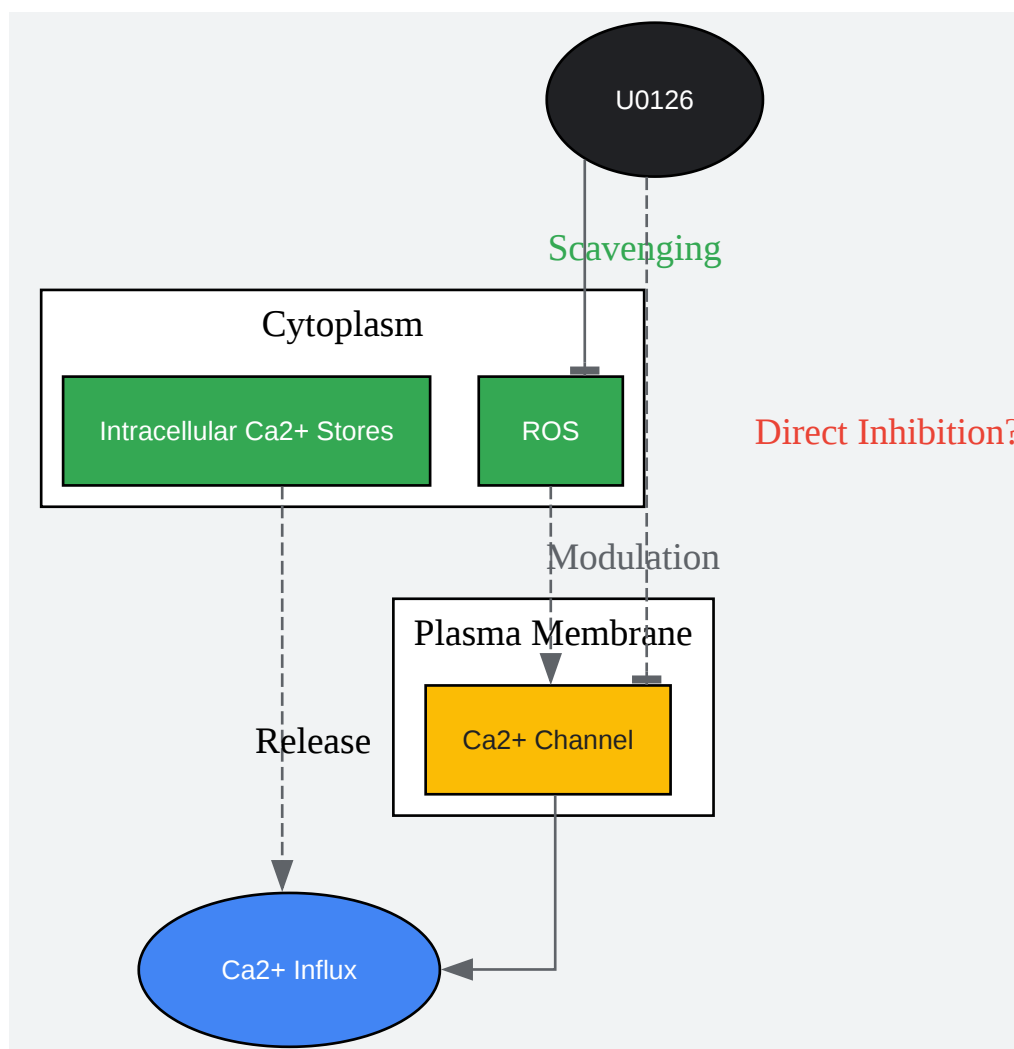 U0126
Scavenging
Cytoplasm
Intracellular Ca2+ Stores
ROS
Direct Inhibition?
Modulation
Plasma Membrane
Ca2+ Channel
Release
Ca2+ Influx